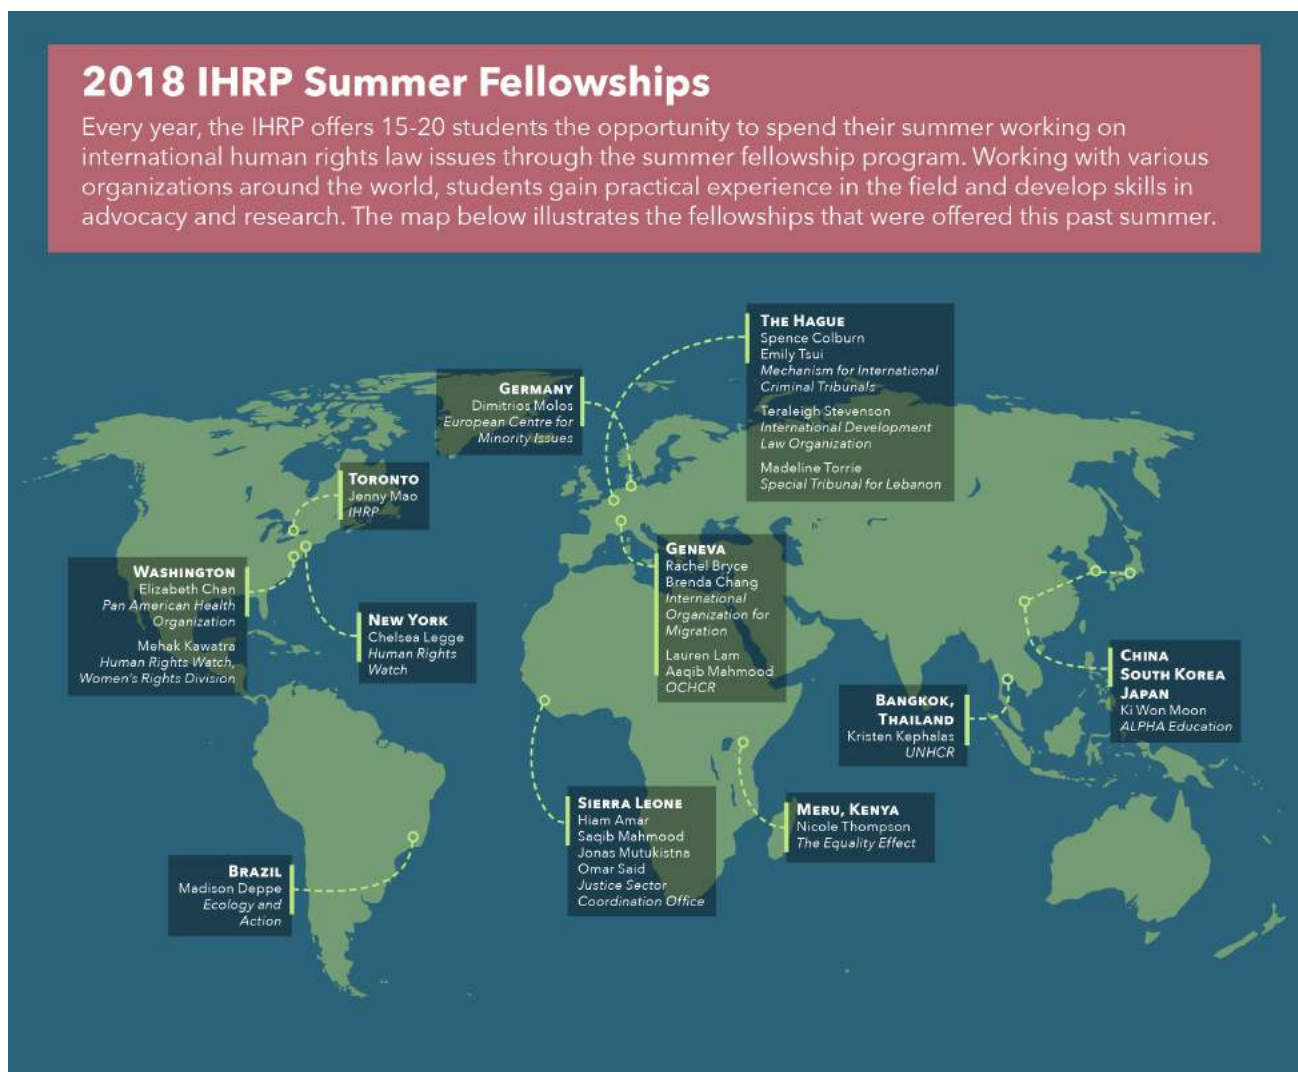 2018 IHRP Summer Fellowships
Every year, the IHRP offers 15-20 students the opportunity to spend their summer working on
international human rights law issues through the summer fellowship program. Working with various
organizations around the world, students gain practical experience in the field and develop skills in
advocacy and research. The map below illustrates the fellowships that were offered this past summer.
THE HAGUE
Spence Colburn
Emily Tsui
Mechanism for International
Criminal Tribunals
Teraleigh Stevenson
International Development
Law Organization
Madeline Torrie
Special Tribunal for Lebanon
GERMANY
Dimitrios Molos
European Centre for
Minority Issues
TORONTO
Jenny Mao
IHRP
WASHINGTON
Elizabeth Chan
Pan American Health
Organization
Mehak Kawatra
Human Rights Watch,
Women's Rights Division
NEW YORK
Chelsea Legge
Human Rights
Watch
GENEVA
Rachel Bryce
Brenda Chang
International
Organization for
Migration
Lauren Lam
Aaqib Mahmood
OCHCR
CHINA
SOUTH KOREA
JAPAN
Ki Won Moon
ALPHA Education
BANGKOK,
THAILAND
Kristen Kephalas
UNHCR
SIERRA LEONE
Hiam Amar
Saqib Mahmood
Jonas Mutukistna
Omar Said
Justice Sector
Coordination Office
MERU, KENYA
Nicole Thompson
The Equality Effect
BRAZIL
Madison Deppe
Ecology and
Action